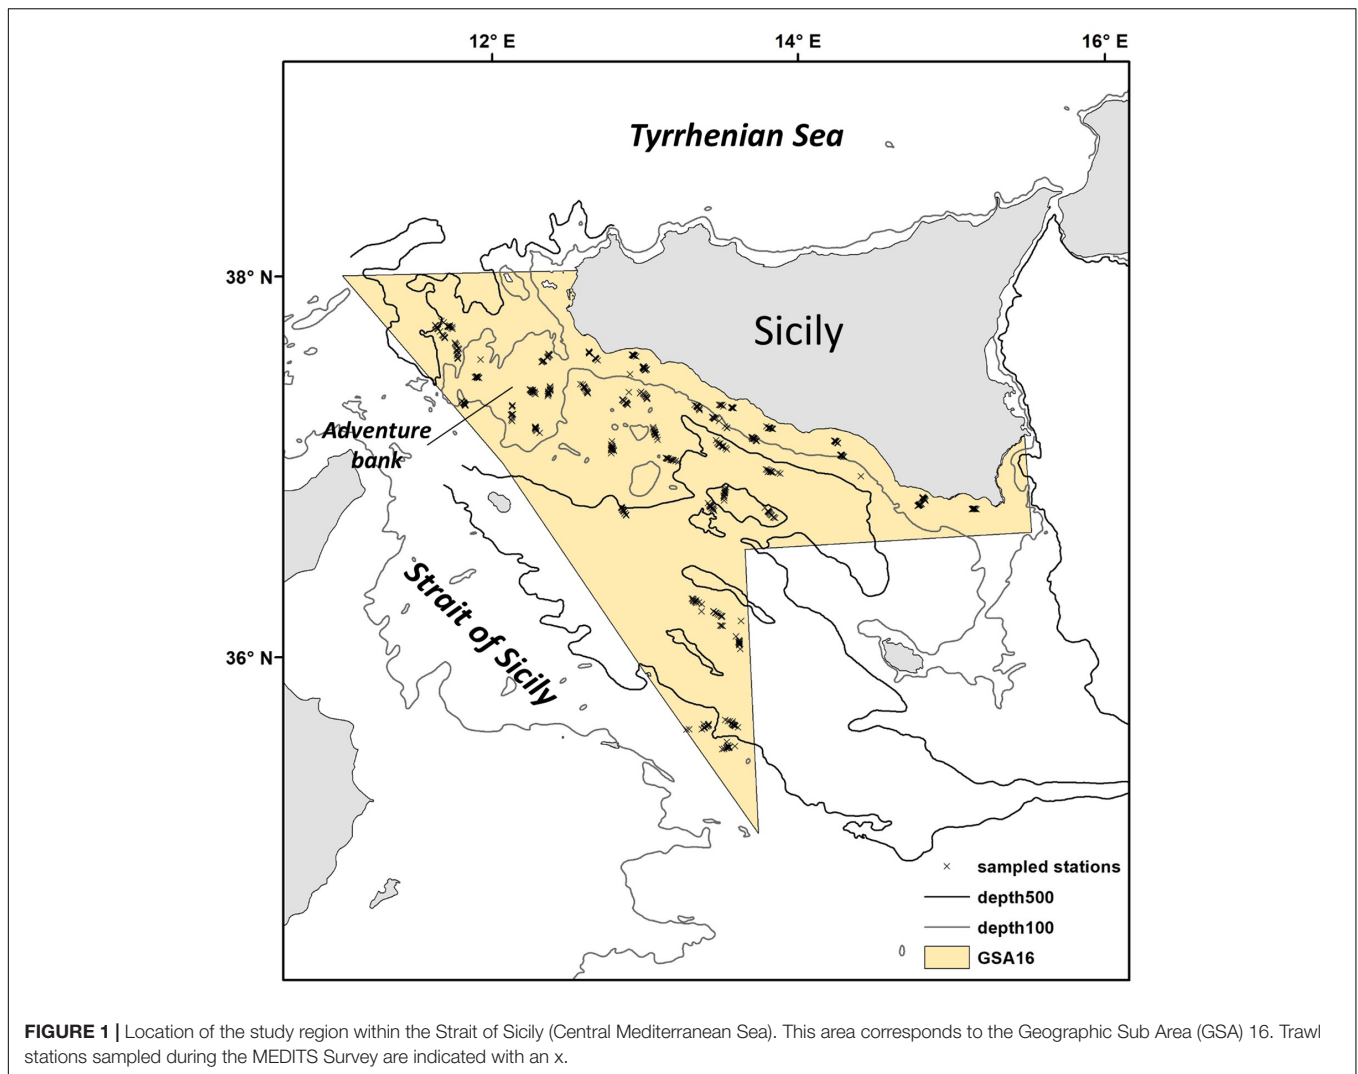 12° E 14° E 16° E
Tyrrhenian Sea
38° N
Sicily
Adventure
bank
Strait of Sicily
36° N
sampled stations
depth500
depth100
GSA16
FIGURE 1 | Location of the study region within the Strait of Sicily (Central Mediterranean Sea). This area corresponds to the Geographic Sub Area (GSA) 16. Trawl
stations sampled during the MEDITS Survey are indicated with an x.